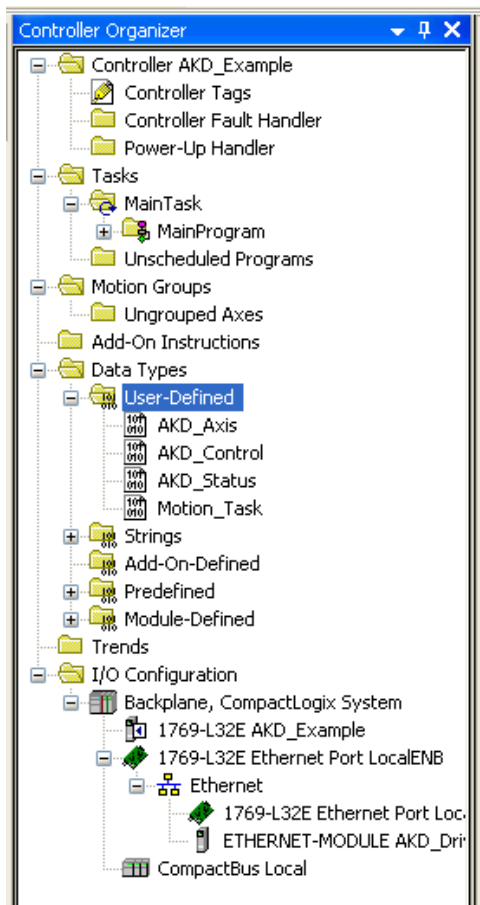 Controller Organizer
Controller AKD_Example
Controller Tags
Controller Fault Handler
Power-Up Handler
Tasks
MainTask
MainProgram
Unscheduled Programs
Motion Groups
Ungrouped Axes
Add-On Instructions
Data Types
User-Defined
AKD_Axis
AKD_Control
AKD_Status
Motion_Task
Strings
Add-On-Defined
Predefined
Module-Defined
Trends
I/O Configuration
Backplane, CompactLogix System
1769-L32E AKD_Example
1769-L32E Ethernet Port LocalENB
Ethernet
1769-L32E Ethernet Port Loc
ETHERNET-MODULE AKD_Dri
CompactBus Local